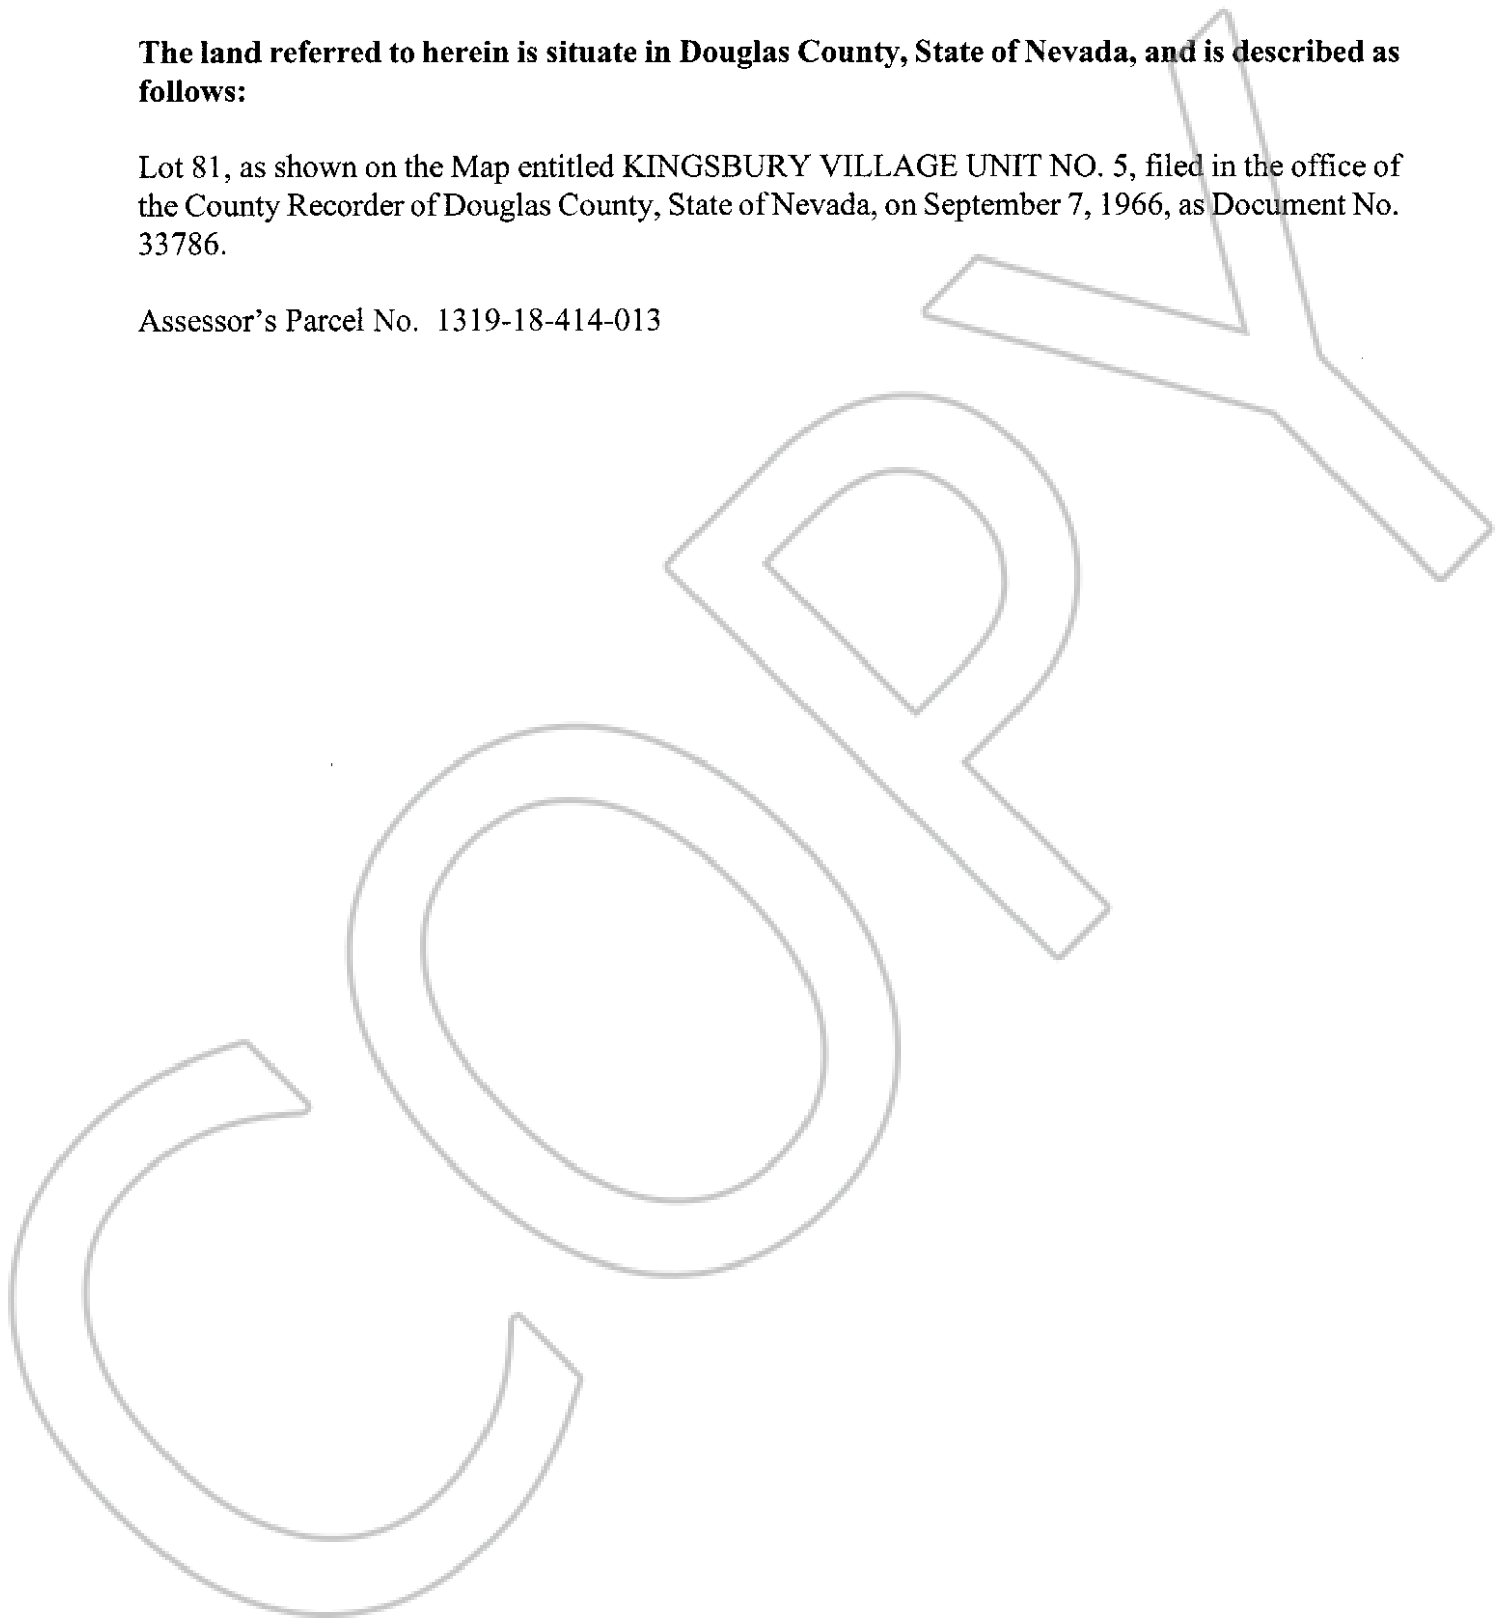 The land referred to herein is situate in Douglas County, State of Nevada, and is described as
follows:
Lot 81, as shown on the Map entitled KINGSBURY VILLAGE UNIT NO. 5, filed in the office of
the County Recorder of Douglas County, State of Nevada, on September 7, 1966, as Document No.
33786.
Assessor's Parcel No. 1319-18-414-013
COPY